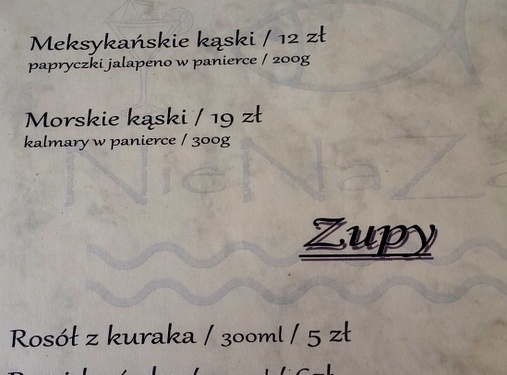 Meksykańskie kąski / 12 zł
papryczki jalapeno w panierce / 200g
Morskie kąski / 19 zł
kalmary w panierce / 300g
NieNaZa
Zupy
Rosół z kuraka / 300ml / 5 zł